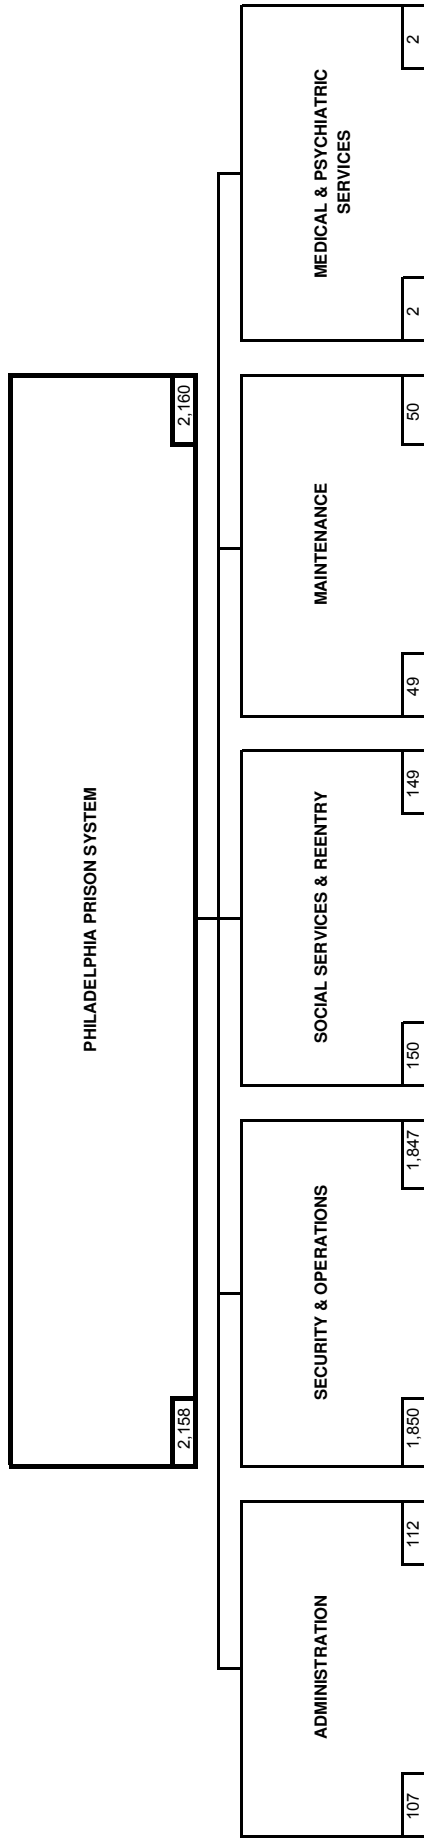 PHILADELPHIA PRISON SYSTEM
2,158
2,160
ADMINISTRATION
107
112
SECURITY & OPERATIONS
1,850
1,847
SOCIAL SERVICES & REENTRY
150
149
MAINTENANCE
49
50
MEDICAL & PSYCHIATRIC
SERVICES
2
2